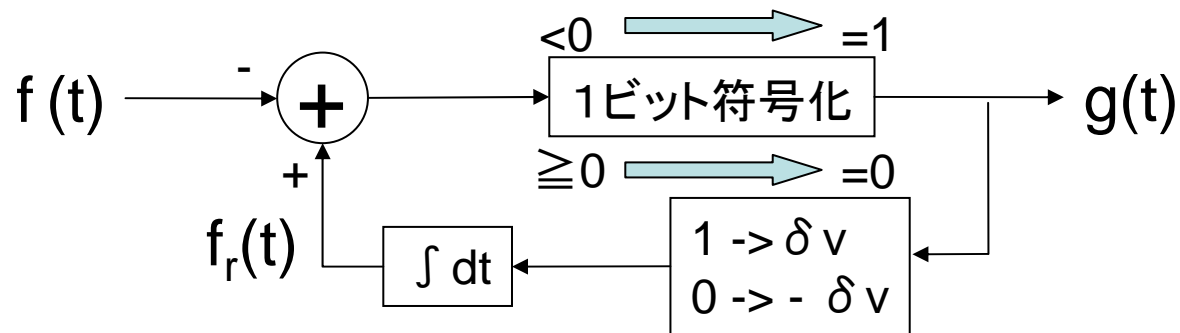 <0 =1
f (t)
-
+
1ビット符号化
g(t)
+
≧0 =0
fr(t)
∫ dt
1 -> δv
0 -> - δv